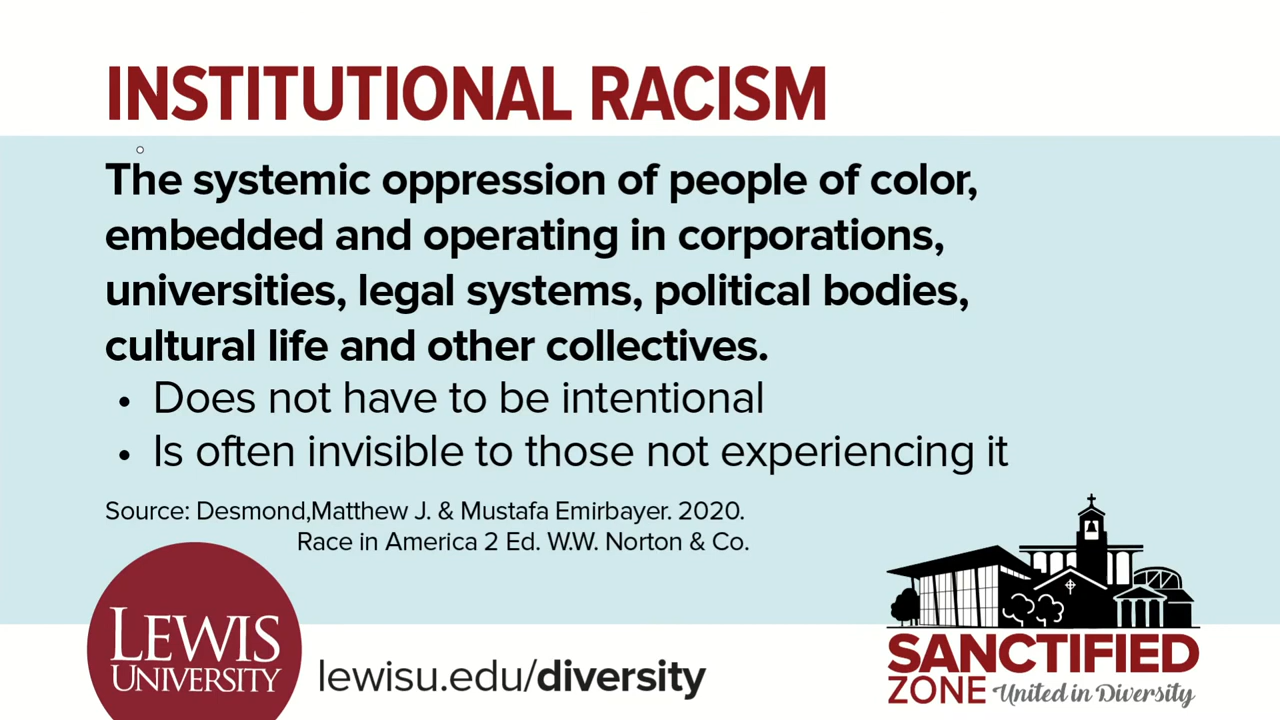 INSTITUTIONAL RACISM
The systemic oppression of people of color,
embedded and operating in corporations,
universities, legal systems, political bodies,
cultural life and other collectives.
• Does not have to be intentional
• Is often invisible to those not experiencing it
Source: Desmond,Matthew J. & Mustafa Emirbayer. 2020.
Race in America 2 Ed. W.W. Norton & Co.
LEWIS
UNIVERSITY
lewisu.edu/diversity
SANCTIFIED
ZONE United in Diversity